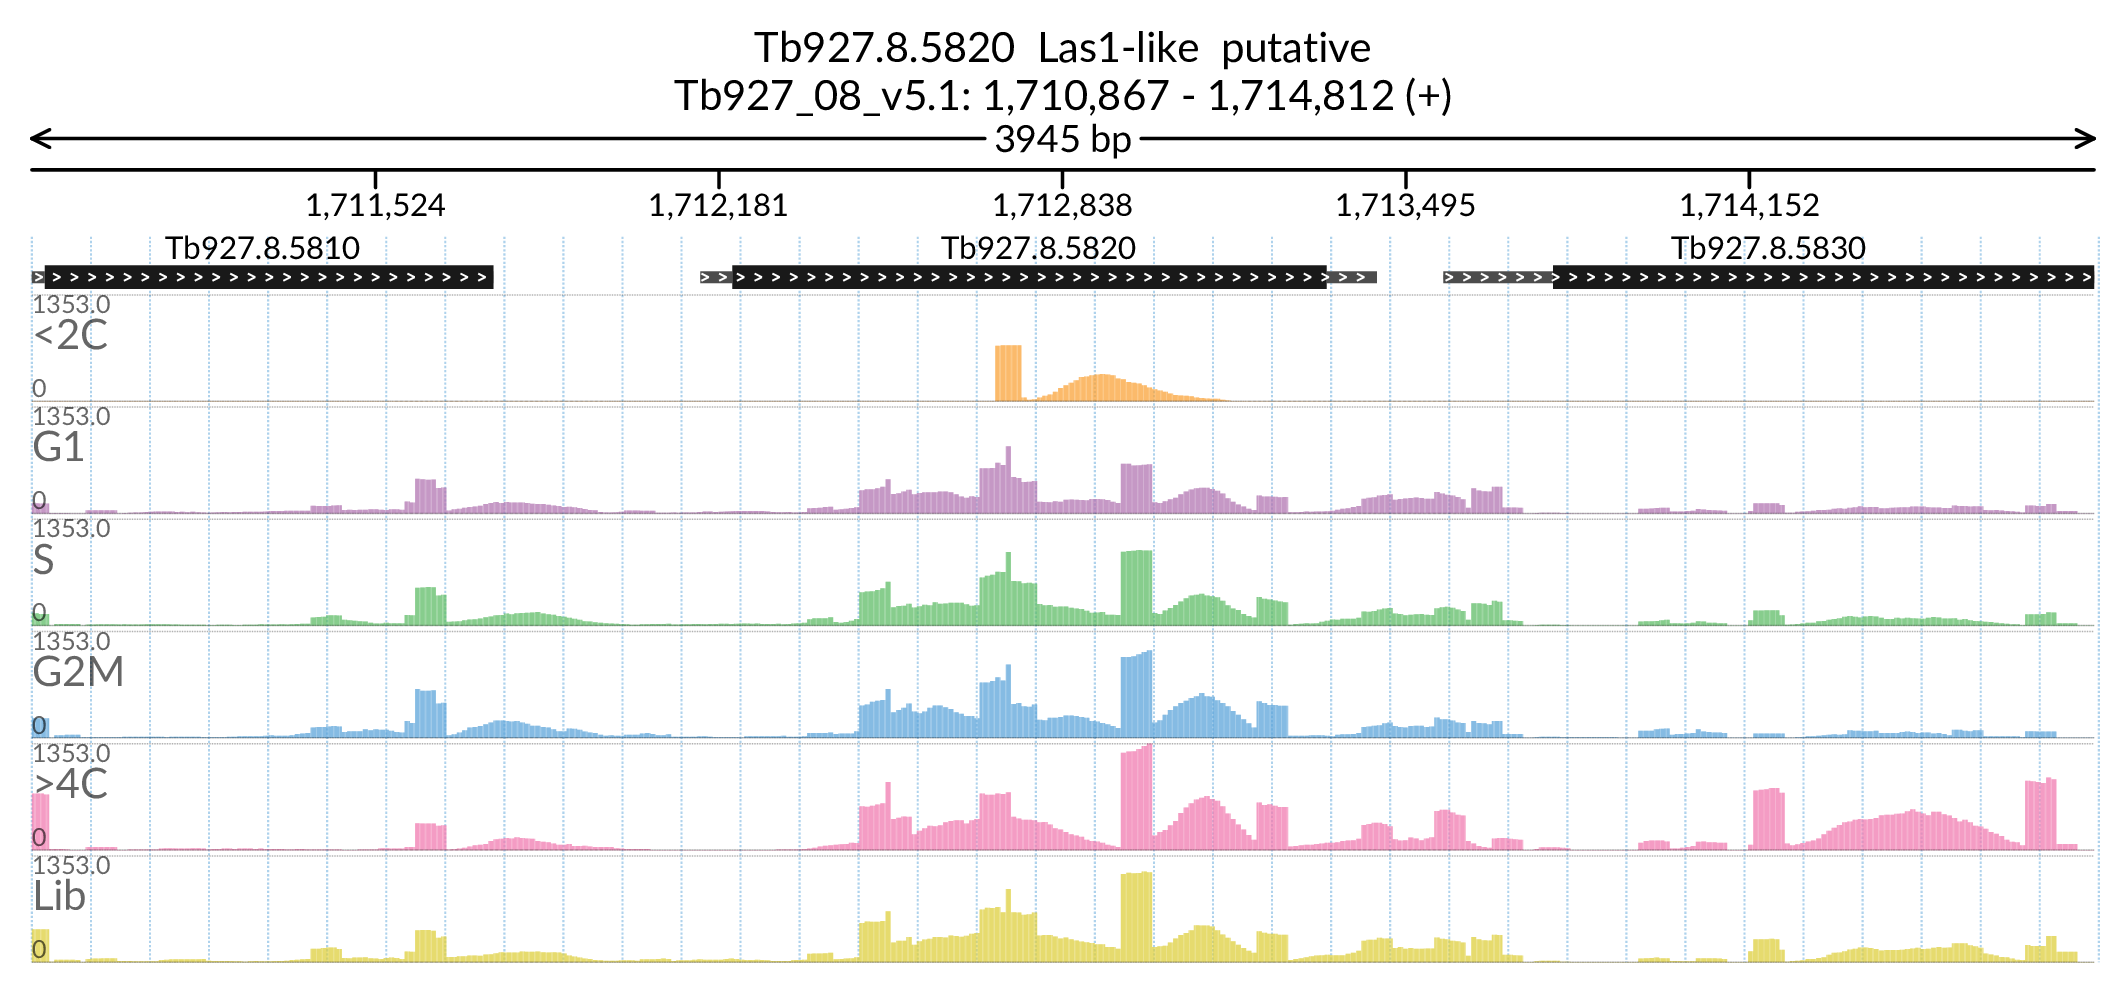 Tb927.8.5820 Las1-like putative
Tb927_08_v5.1: 1,710,867 - 1,714,812 (+)
3945 bp
1,711,524 1,712,181 1,712,838 1,713,495 1,714,152
Tb927.8.5810 Tb927.8.5820 Tb927.8.5830
1353.0
<2C
0
1353.0
G1
0
1353.0
S
0
1353.0
G2M
0
1353.0
>4C
0
1353.0
Lib
0